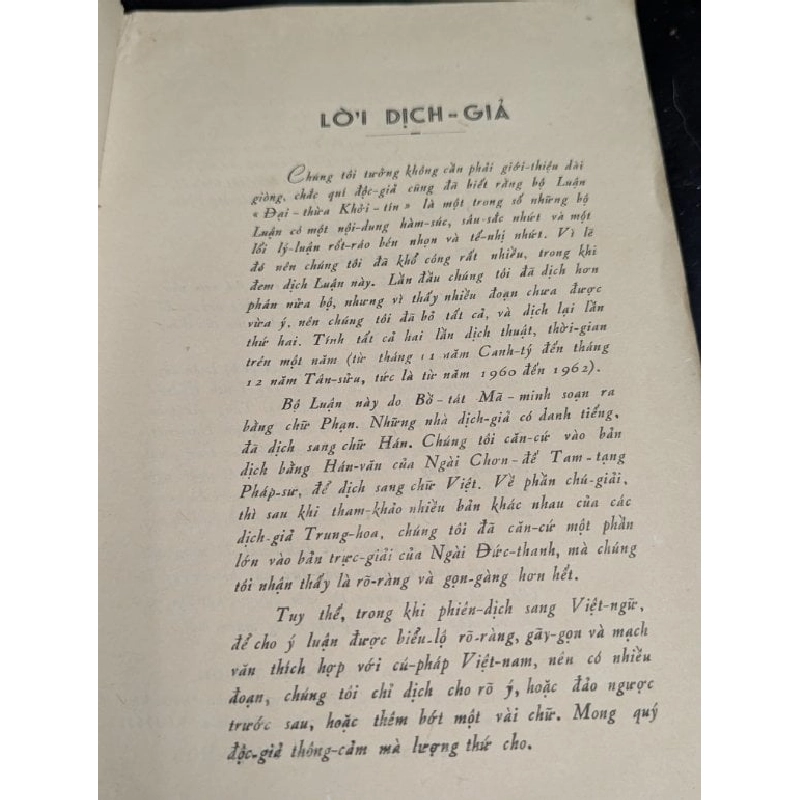 LỜI DỊCH-GIẢ
Chúng tôi tưởng không cần phải giới-thiệu dài
giòng, chắc quí độc-giả cũng đã biết rằng bộ Luận
« Đại-thừa Khởi-tín » là một trong số những bộ
Luận có một nội-dung hàm-súc, sâu-sắc nhứt và một
lối lý-luận rốt-ráo bén nhọn và tế-nhị nhứt. Vì lẽ
đó nên chúng tôi đã khổ công rất nhiều, trong khi
đem dịch Luận này. Lần đầu chúng tôi đã dịch hơn
phân nửa bộ, nhưng vì thấy nhiều đoạn chưa được
vừa ý, nên chúng tôi đã bỏ tất cả, và dịch lại lần
thứ hai. Tính tất cả hai lần dịch thuật, thời-gian
trên một năm (từ tháng 11 năm Canh-tý đến tháng
12 năm Tân-sửu, tức là từ năm 1960 đến 1962).
Bộ Luận này do Bồ-tát Mã-minh soạn ra
bằng chữ Phạn. Những nhà dịch-giả có danh tiếng,
đã dịch sang chữ Hán. Chúng tôi căn-cứ vào bản
dịch bằng Hán-văn của Ngài Chơn-đế Tam-tạng
Pháp-sư, để dịch sang chữ Việt. Về phần chú-giải,
thì sau khi tham-khảo nhiều bản khác nhau của các
dịch-giả Trung-hoa, chúng tôi đã căn-cứ một phần
lớn vào bản trực-giải của Ngài Đức-thanh, mà chúng
tôi nhận thấy là rõ-ràng và gọn-gàng hơn hết.
Tuy thế, trong khi phiên-dịch sang Việt-ngữ,
để cho ý luận được biểu-lộ rõ-ràng, gãy-gọn và mạch
văn thích hợp với cú-pháp Việt-nam, nên có nhiều
đoạn, chúng tôi chỉ dịch cho rõ ý, hoặc đảo ngược
trước sau, hoặc thêm bớt một vài chữ. Mong quý
độc-giả thông-cảm mà lượng thứ cho.